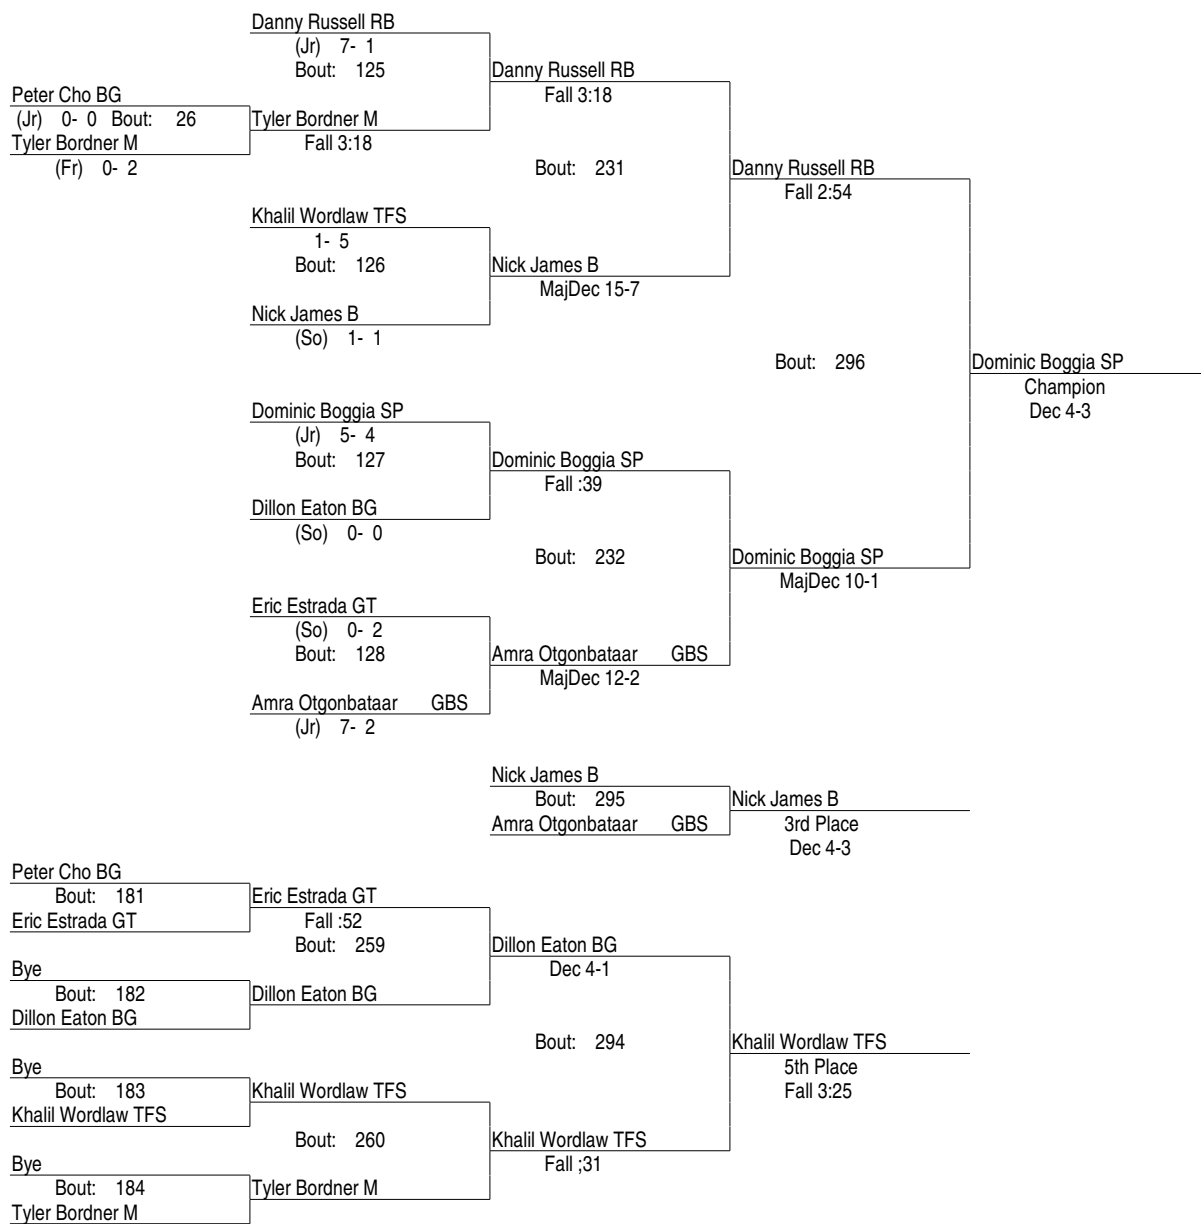 Danny Russell RB
(Jr) 7- 1
Bout: 125 Danny Russell RB
Peter Cho BG Fall 3:18
(Jr) 0- 0 Bout: 26 Tyler Bordner M
Tyler Bordner M Fall 3:18
(Fr) 0- 2 Bout: 231 Danny Russell RB
Fall 2:54
Khalil Wordlaw TFS
1- 5
Bout: 126 Nick James B
MajDec 15-7
Nick James B
(So) 1- 1
Bout: 296 Dominic Boggia SP
Champion
Dominic Boggia SP Dec 4-3
(Jr) 5- 4
Bout: 127 Dominic Boggia SP
Fall :39
Dillon Eaton BG
(So) 0- 0
Bout: 232 Dominic Boggia SP
MajDec 10-1
Eric Estrada GT
(So) 0- 2
Bout: 128 Amra Otgonbataar GBS
MajDec 12-2
Amra Otgonbataar GBS
(Jr) 7- 2
Nick James B
Bout: 295 Nick James B
Amra Otgonbataar GBS 3rd Place
Dec 4-3
Peter Cho BG
Bout: 181 Eric Estrada GT
Eric Estrada GT Fall :52
Bout: 259 Dillon Eaton BG
Bye Dec 4-1
Bout: 182 Dillon Eaton BG
Dillon Eaton BG
Bout: 294 Khalil Wordlaw TFS
Bye 5th Place
Bout: 183 Khalil Wordlaw TFS Fall 3:25
Khalil Wordlaw TFS
Bout: 260 Khalil Wordlaw TFS
Bye Fall ;31
Bout: 184 Tyler Bordner M
Tyler Bordner M